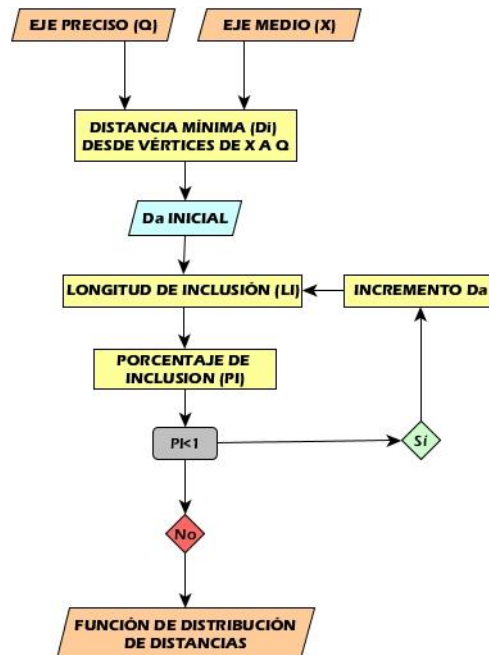 EJE PRECISO (Q)
EJE MEDIO (X)
DISTANCIA MÍNIMA (Di)
DESDE VÉRTICES DE X A Q
Da INICIAL
LONGITUD DE INCLUSIÓN (LI)
INCREMENTO Da
PORCENTAJE DE
INCLUSION (PI)
PI<1
Si
No
FUNCIÓN DE DISTRIBUCIÓN
DE DISTANCIAS